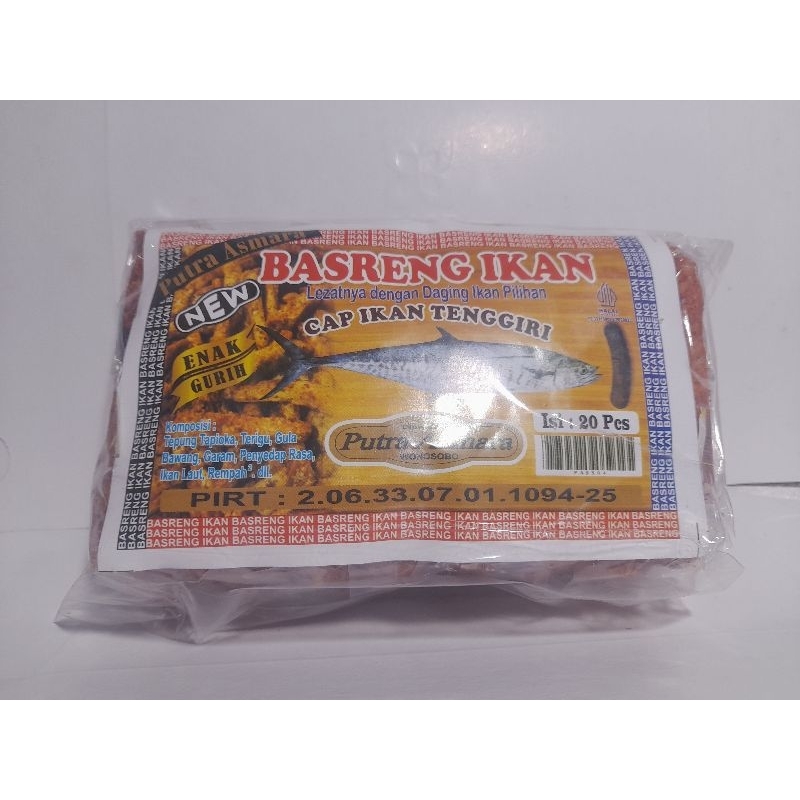 Putra Asmara
BASRENG IKAN
Lezatnya dengan Daging Ikan Pilihan
CAP IKAN TENGGIRI
NEW
ENAK
GURIH
HALAL
Komposisi :
Tepung Tapioka, Terigu, Gula
Bawang, Garam, Penyedap Rasa,
Ikan Laut, Rempah², dll.
Putra Asmara
WONOSOBO
Isi : 20 Pcs
PIRT : 2.06.33.07.01.1094-25
BASRENG IKAN BASRENG IKAN BASRENG IKAN BASRENG IKAN BASRENG IKAN BASRENG IKAN